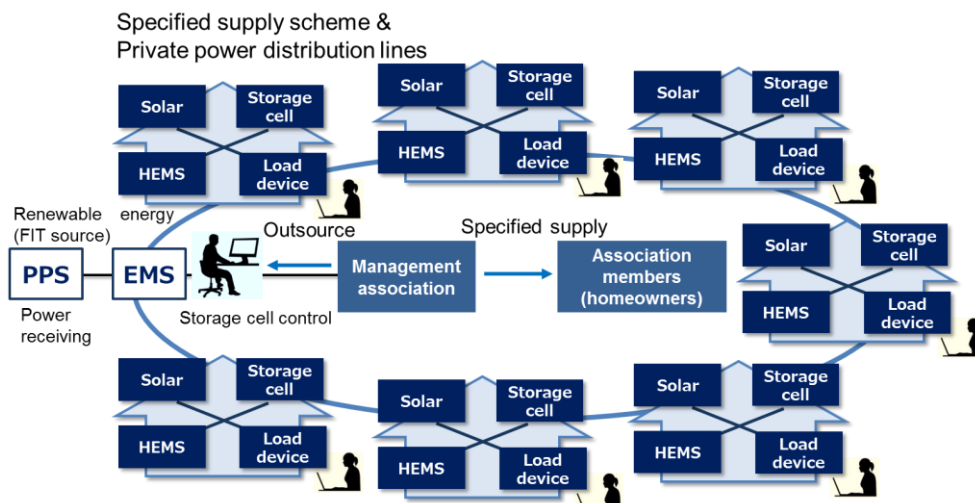 Specified supply scheme &
Private power distribution lines
Solar
Storage
cell
HEMS
Load
device
Solar
Storage
cell
HEMS
Load
device
Solar
Storage
cell
HEMS
Load
device
Renewable energy
(FIT source)
PPS
EMS
Power
receiving
Outsource
Storage cell control
Management
association
Specified supply
Association
members
(homeowners)
Solar
Storage
cell
HEMS
Load
device
Solar
Storage
cell
HEMS
Load
device
Solar
Storage
cell
HEMS
Load
device
Solar
Storage
cell
HEMS
Load
device